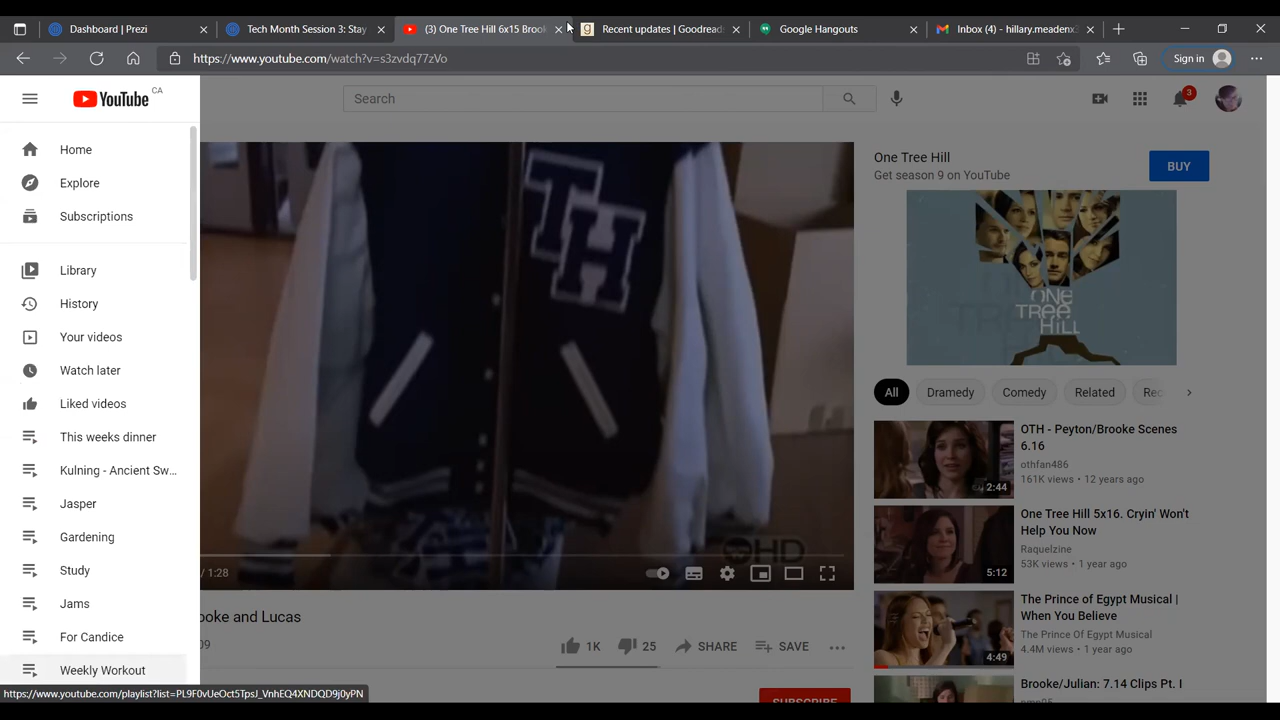 Dashboard | Prezi
Tech Month Session 3: Stay
(3) One Tree Hill 6x15 Brook
Recent updates | Goodreads
Google Hangouts
Inbox (4) - hillary.meadenx
https://www.youtube.com/watch?v=s3zvdq77zVo
Sign in
YouTube CA
Search
3
Home
Explore
Subscriptions
Library
History
Your videos
Watch later
Liked videos
This weeks dinner
Kulning - Ancient Sw...
Jasper
Gardening
Study
Jams
For Candice
Weekly Workout
https://www.youtube.com/playlist?list=PL9F0vUeOct5TpsJ_VnhEQ4XNDQD9j0yPN
TH
HD
/ 1:28
ooke and Lucas
09
1K
25
SHARE
SAVE
SUBSCRIBE
One Tree Hill
Get season 9 on YouTube
BUY
ONE
TREE
HILL
All
Dramedy
Comedy
Related
Rec
OTH - Peyton/Brooke Scenes
6.16
othfan486
161K views • 12 years ago
2:44
One Tree Hill 5x16. Cryin' Won't
Help You Now
Raquelzine
53K views • 1 year ago
5:12
The Prince of Egypt Musical |
When You Believe
The Prince Of Egypt Musical
4.4M views • 1 year ago
4:49
Brooke/Julian: 7.14 Clips Pt. I